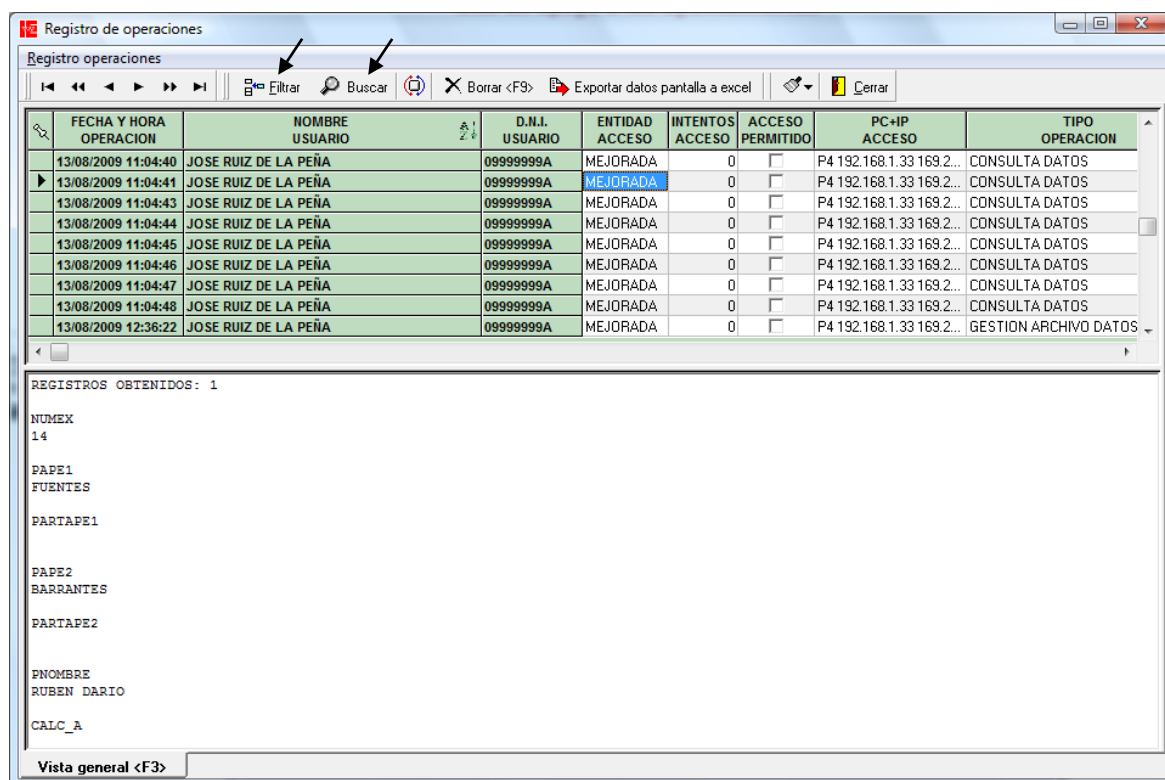 Registro de operaciones
Registro operaciones
Filtrar Buscar Borrar <F9> Exportar datos pantalla a excel Cerrar
FECHA Y HORA OPERACION NOMBRE USUARIO D.N.I. USUARIO ENTIDAD ACCESO INTENTOS ACCESO ACCESO PERMITIDO PC+IP ACCESO TIPO OPERACION
13/08/2009 11:04:40 JOSE RUIZ DE LA PEÑA 09999999A MEJORADA 0 P4 192.168.1.33 169.2... CONSULTA DATOS
13/08/2009 11:04:41 JOSE RUIZ DE LA PEÑA 09999999A MEJORADA 0 P4 192.168.1.33 169.2... CONSULTA DATOS
13/08/2009 11:04:43 JOSE RUIZ DE LA PEÑA 09999999A MEJORADA 0 P4 192.168.1.33 169.2... CONSULTA DATOS
13/08/2009 11:04:44 JOSE RUIZ DE LA PEÑA 09999999A MEJORADA 0 P4 192.168.1.33 169.2... CONSULTA DATOS
13/08/2009 11:04:45 JOSE RUIZ DE LA PEÑA 09999999A MEJORADA 0 P4 192.168.1.33 169.2... CONSULTA DATOS
13/08/2009 11:04:46 JOSE RUIZ DE LA PEÑA 09999999A MEJORADA 0 P4 192.168.1.33 169.2... CONSULTA DATOS
13/08/2009 11:04:47 JOSE RUIZ DE LA PEÑA 09999999A MEJORADA 0 P4 192.168.1.33 169.2... CONSULTA DATOS
13/08/2009 11:04:48 JOSE RUIZ DE LA PEÑA 09999999A MEJORADA 0 P4 192.168.1.33 169.2... CONSULTA DATOS
13/08/2009 12:36:22 JOSE RUIZ DE LA PEÑA 09999999A MEJORADA 0 P4 192.168.1.33 169.2... GESTION ARCHIVO DATOS
REGISTROS OBTENIDOS: 1
NUMEX
14
PAPE1
FUENTES
PARTAPE1
PAPE2
BARRANTES
PARTAPE2
PNOMBRE
RUBEN DARIO
CALC_A
Vista general <F3>